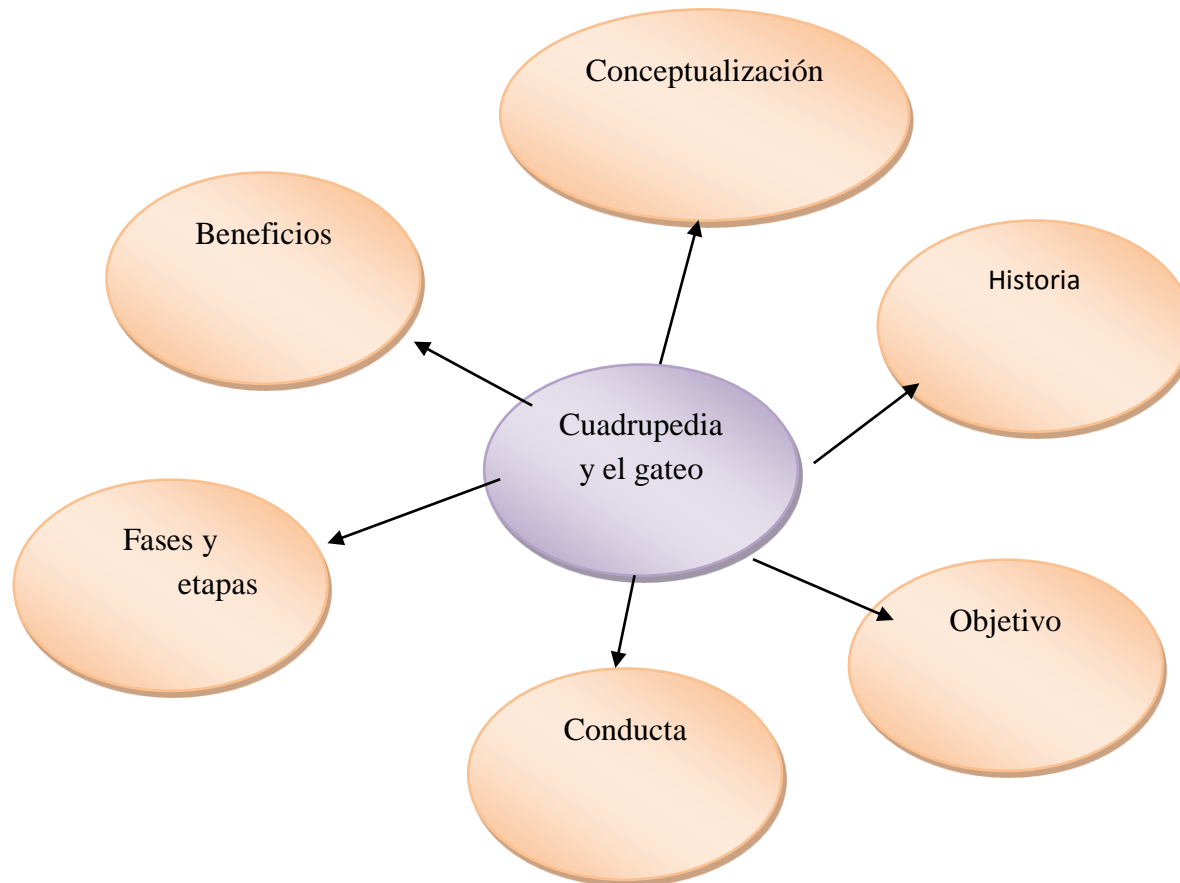 Conceptualización
Beneficios
Historia
Cuadrupedia
y el gateo
Fases y
etapas
Objetivo
Conducta